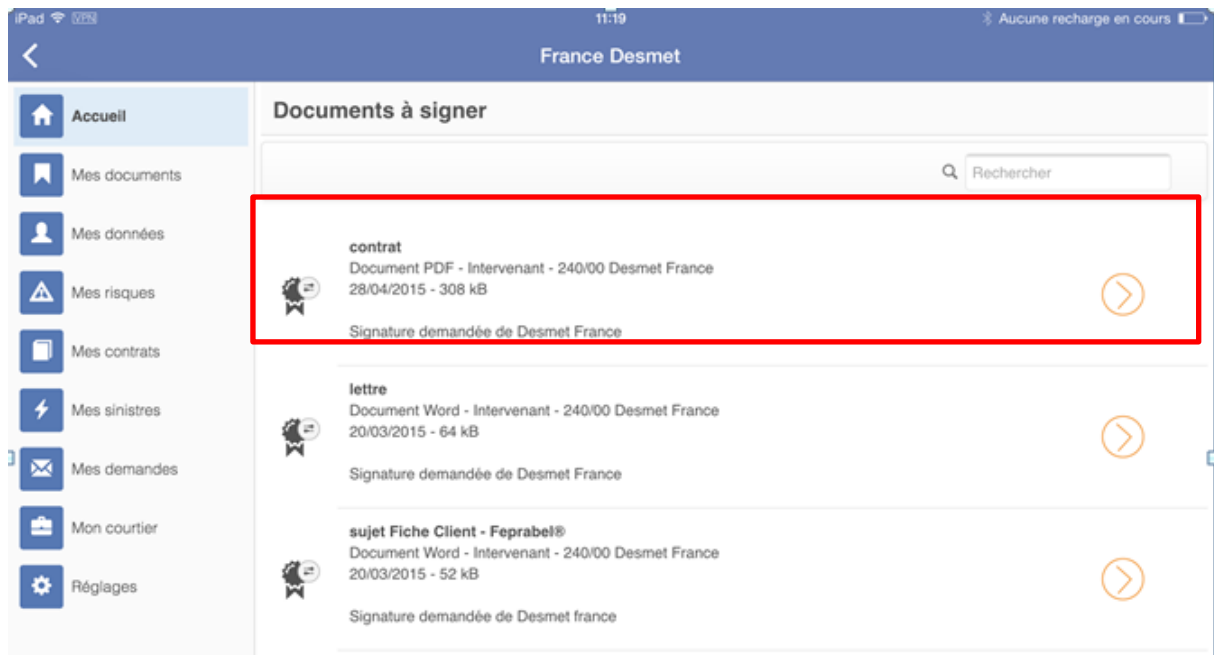 iPad VPN 11:19 Aucune recharge en cours
France Desmet
Accueil
Mes documents
Mes données
Mes risques
Mes contrats
Mes sinistres
Mes demandes
Mon courtier
Réglages
Documents à signer
Rechercher
contrat
Document PDF - Intervenant - 240/00 Desmet France
28/04/2015 - 308 kB
Signature demandée de Desmet France
lettre
Document Word - Intervenant - 240/00 Desmet France
20/03/2015 - 64 kB
Signature demandée de Desmet France
sujet Fiche Client - Feprabel®
Document Word - Intervenant - 240/00 Desmet France
20/03/2015 - 52 kB
Signature demandée de Desmet france